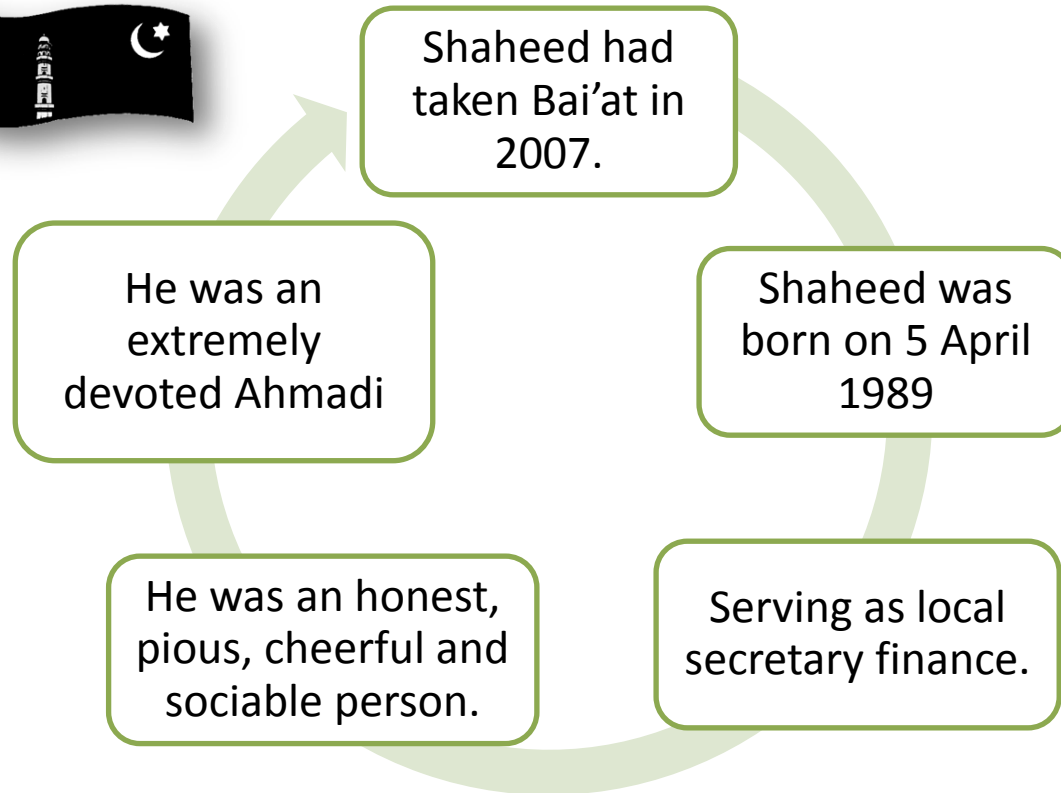 Shaheed had
taken Bai’at in
2007.
Shaheed was
born on 5 April
1989
Serving as local
secretary finance.
He was an honest,
pious, cheerful and
sociable person.
He was an
extremely
devoted Ahmadi